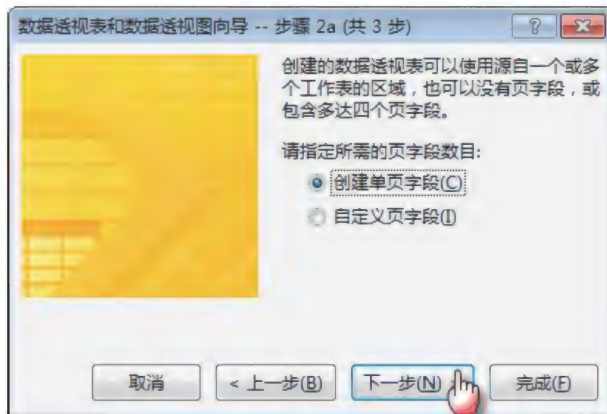 数据透视表和数据透视图向导 -- 步骤 2a (共 3 步)
创建的数据透视表可以使用源自一个或多
个工作表的区域，也可以没有页字段，或
包含多达四个页字段。
请指定所需的页字段数目:
创建单页字段(C)
自定义页字段(I)
取消
< 上一步(B)
下一步(N) >
完成(F)